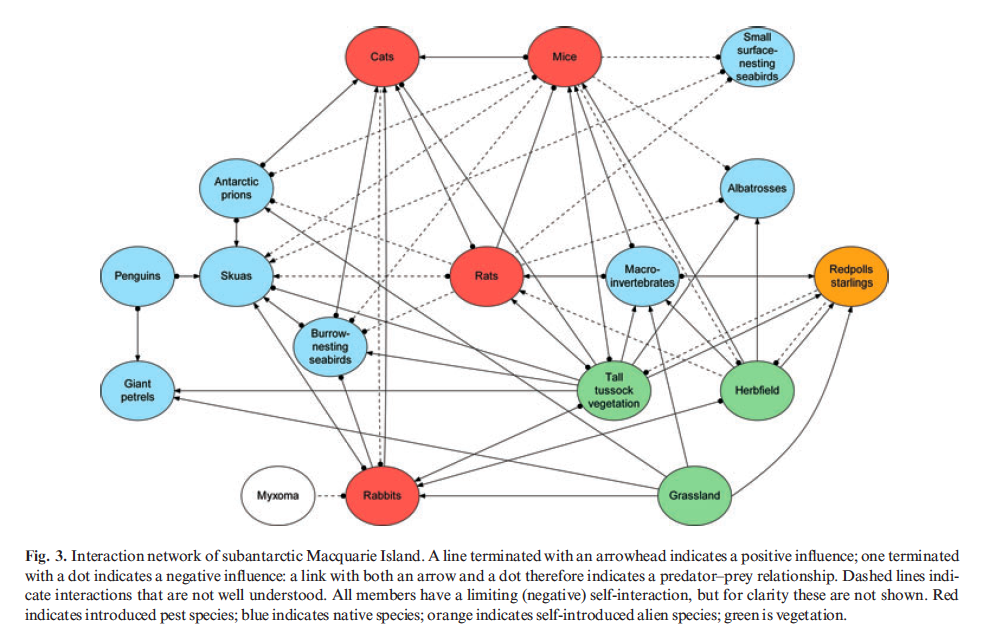 Cats
Mice
Small
surface-
nesting
seabirds
Antarctic
prions
Albatrosses
Penguins
Skuas
Rats
Macro-
invertebrates
Redpolls
starlings
Burrow-
nesting
seabirds
Giant
petrels
Tall
tussock
vegetation
Herbfield
Myxoma
Rabbits
Grassland
Fig. 3. Interaction network of subantarctic Macquarie Island. A line terminated with an arrowhead indicates a positive influence; one terminated
with a dot indicates a negative influence: a link with both an arrow and a dot therefore indicates a predator–prey relationship. Dashed lines indi-
cate interactions that are not well understood. All members have a limiting (negative) self-interaction, but for clarity these are not shown. Red
indicates introduced pest species; blue indicates native species; orange indicates self-introduced alien species; green is vegetation.